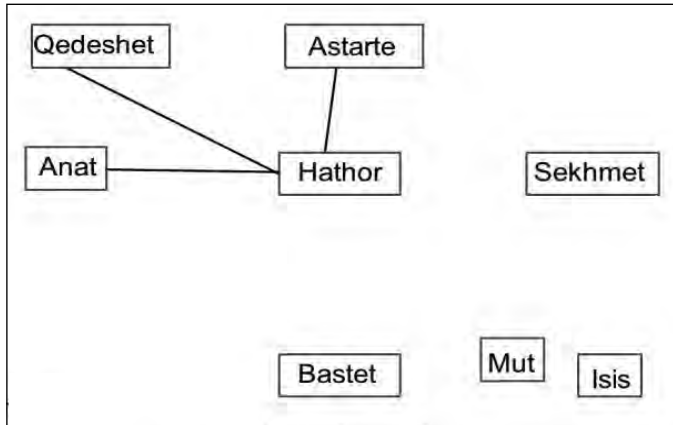 Qedeshet
Astarte
Anat
Hathor
Sekhmet
Bastet
Mut
Isis